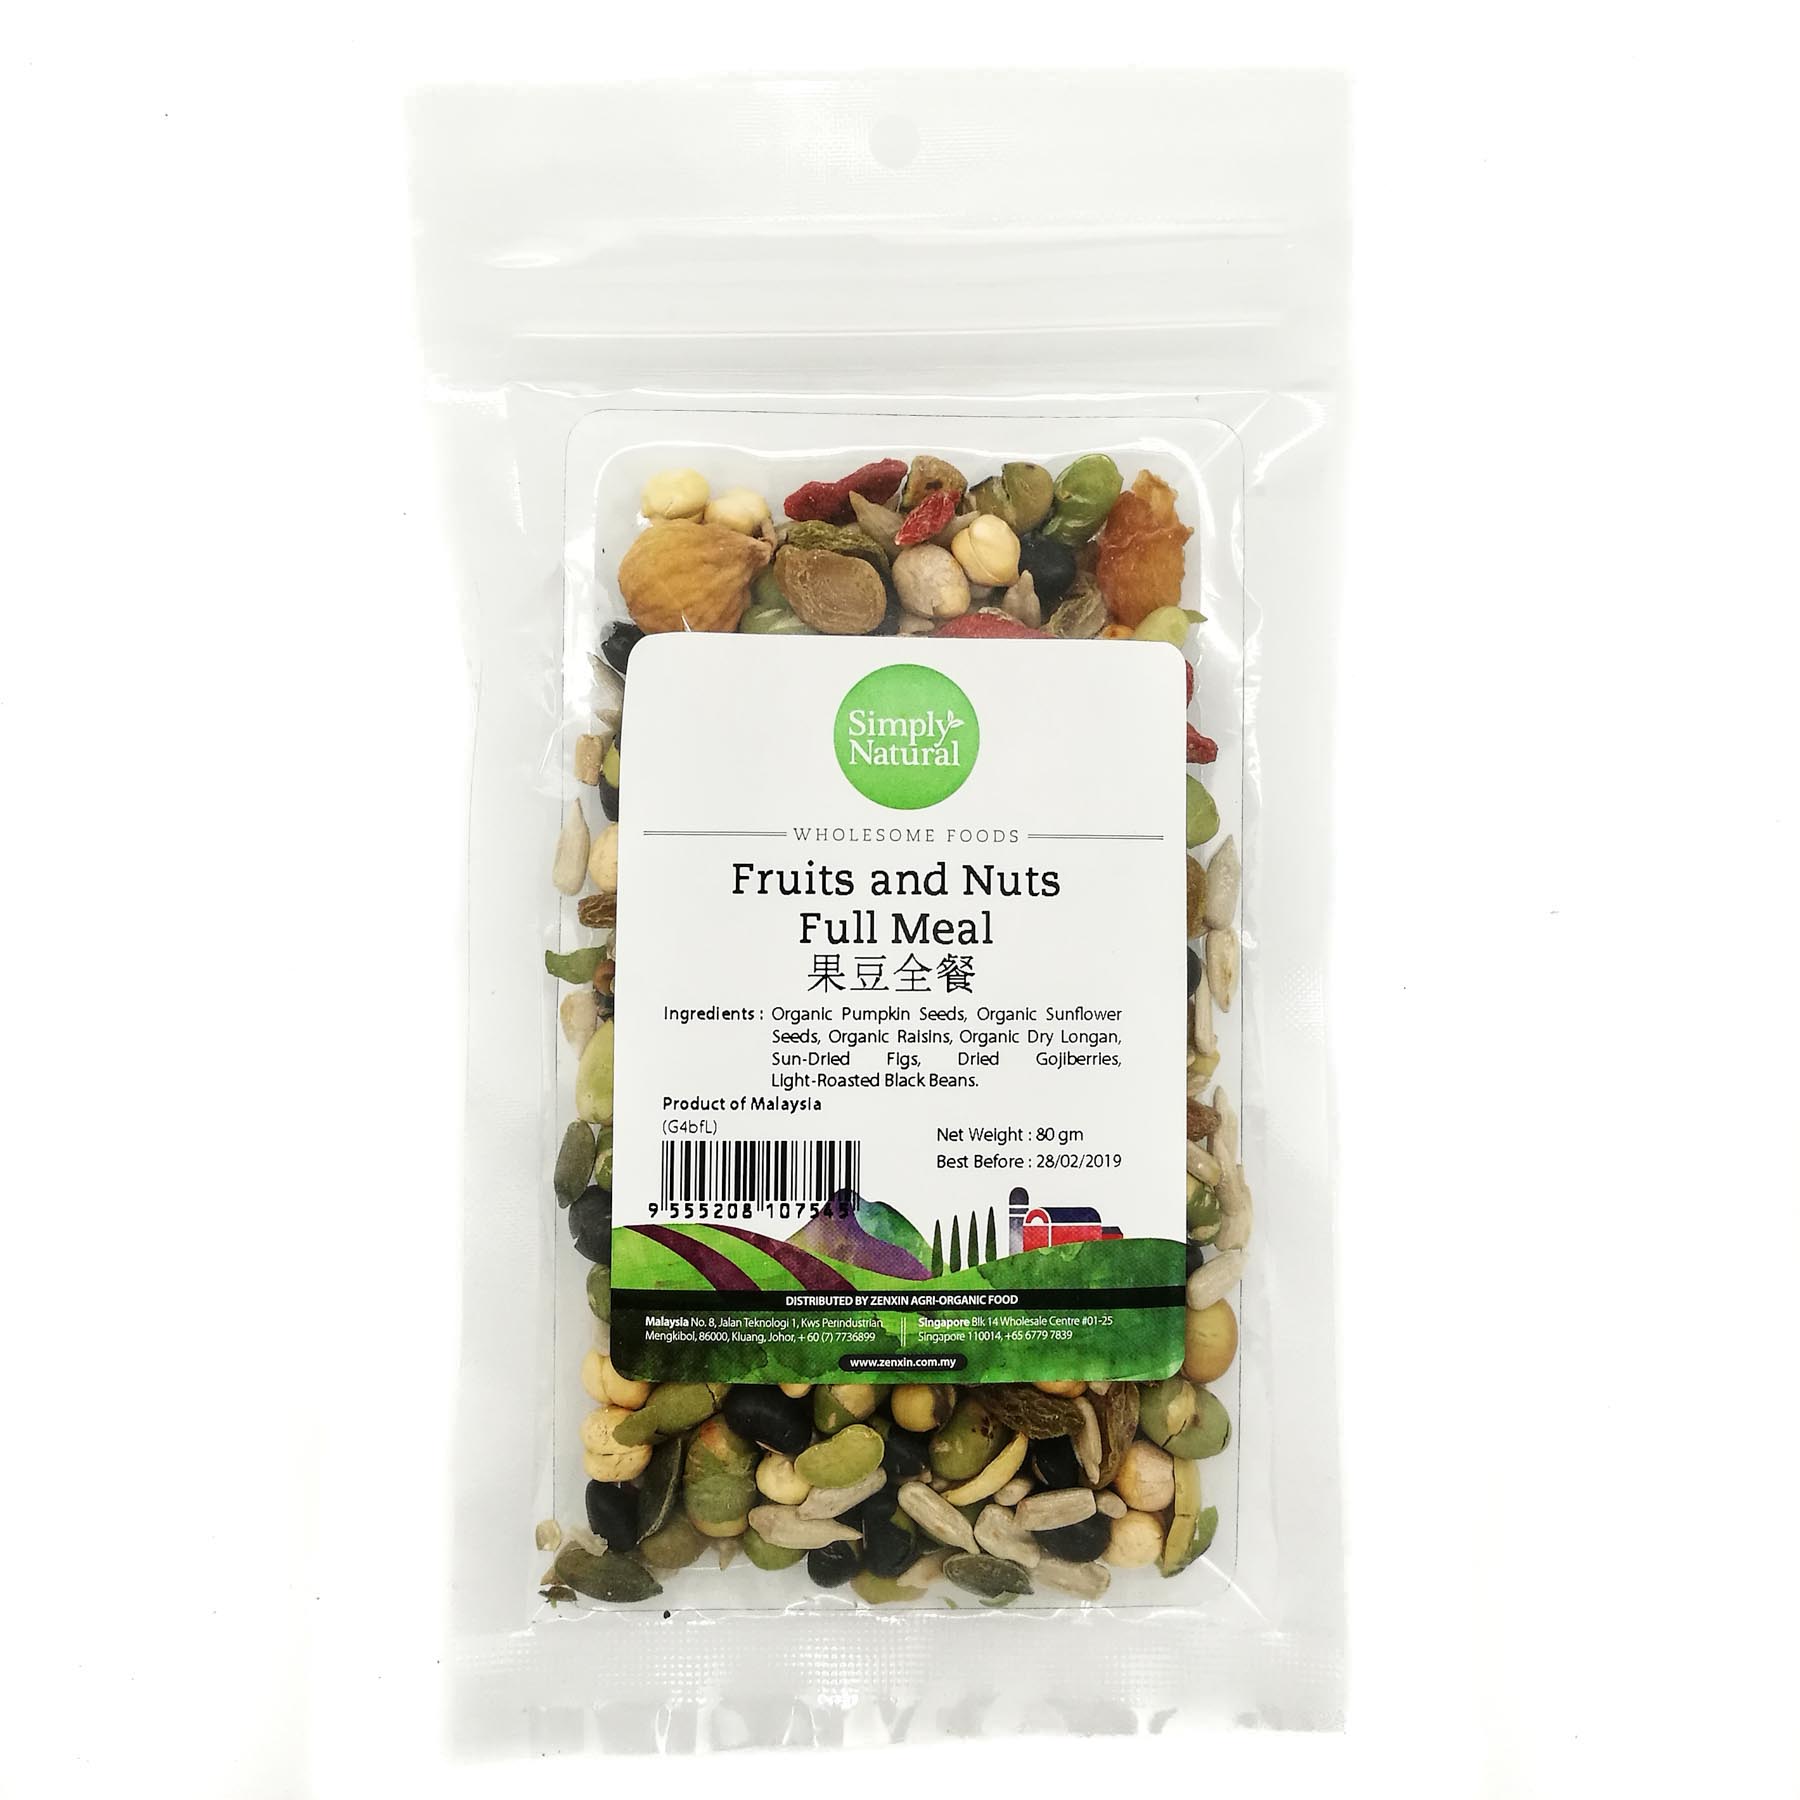 Simply
Natural
WHOLESOME FOODS
Fruits and Nuts
Full Meal
果豆全餐
Ingredients : Organic Pumpkin Seeds, Organic Sunflower
Seeds, Organic Raisins, Organic Dry Longan,
Sun-Dried Figs, Dried Gojiberries,
Light-Roasted Black Beans.
Product of Malaysia
(G4bfL)
Net Weight : 80 gm
Best Before : 28/02/2019
9 555208 107545
DISTRIBUTED BY ZENXIN AGRI-ORGANIC FOOD
Malaysia No. 8, Jalan Teknologi 1, Kws Perindustrian
Mengkibol, 86000, Kluang, Johor, + 60 (7) 7736899
Singapore Blk 14 Wholesale Centre #01-25
Singapore 110014, +65 6779 7839
www.zenxin.com.my